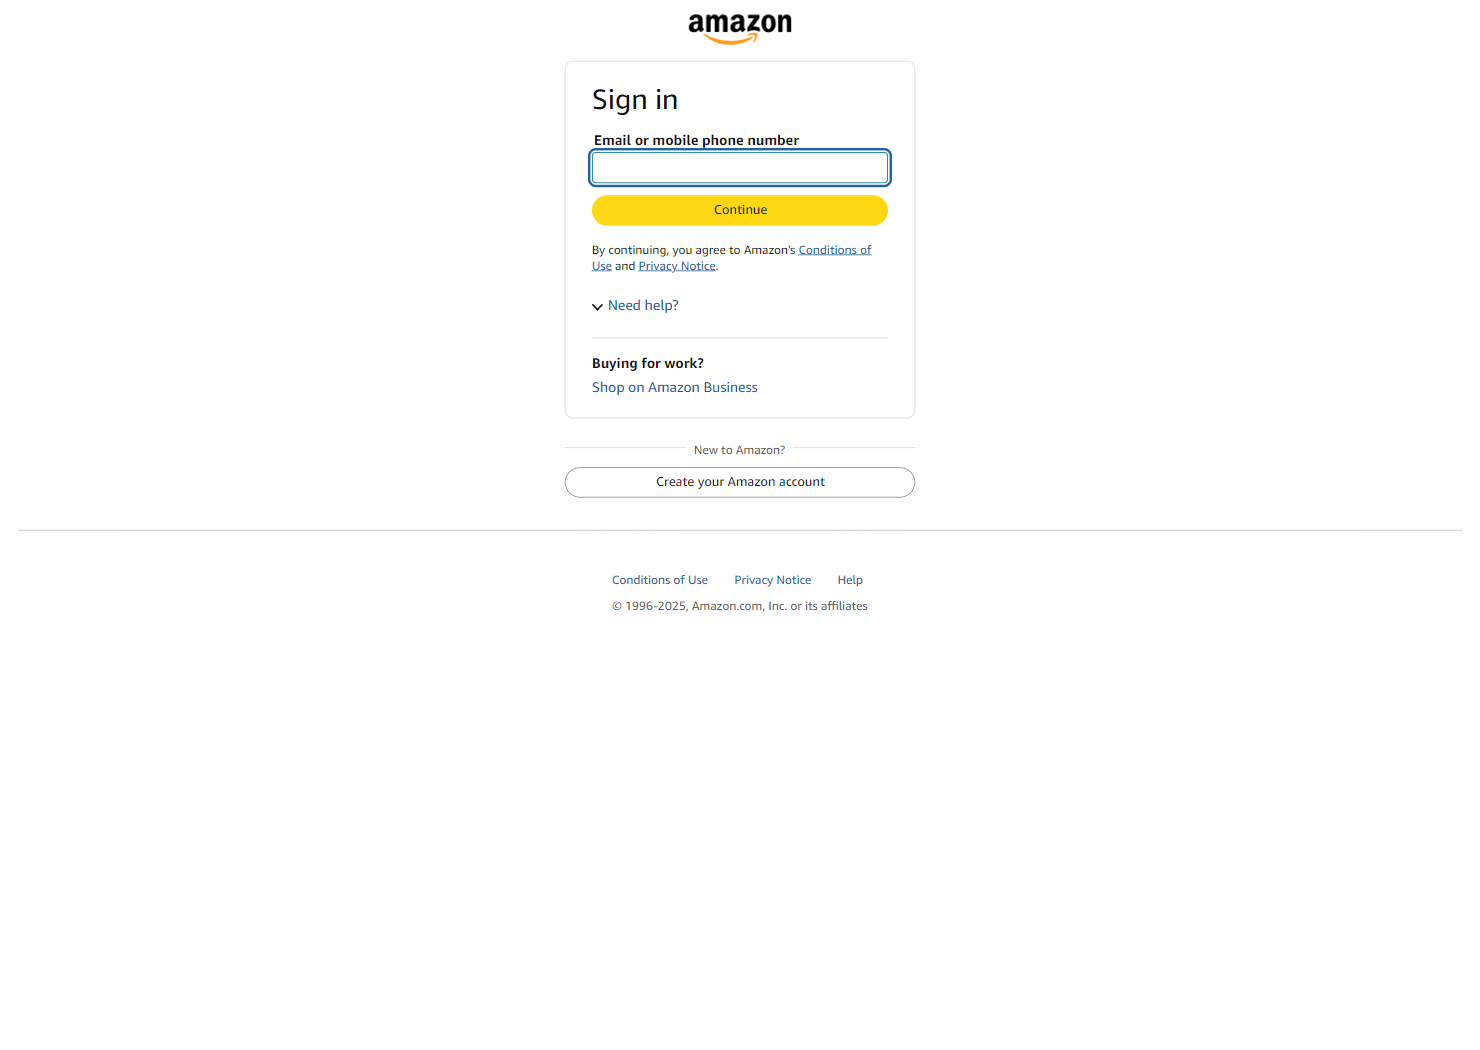 amazon
Sign in
Email or mobile phone number
Continue
By continuing, you agree to Amazon's Conditions of
Use and Privacy Notice.
Need help?
Buying for work?
Shop on Amazon Business
New to Amazon?
Create your Amazon account
Conditions of Use Privacy Notice Help
© 1996-2025, Amazon.com, Inc. or its affiliates